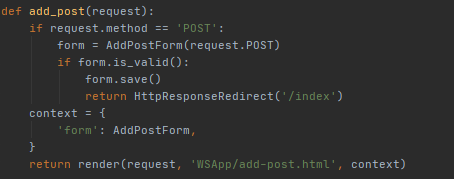 def add_post(request):
    if request.method == 'POST':
        form = AddPostForm(request.POST)
        if form.is_valid():
            form.save()
            return HttpResponseRedirect('/index')
    context = {
        'form': AddPostForm,
    }
    return render(request, 'WSApp/add-post.html', context)